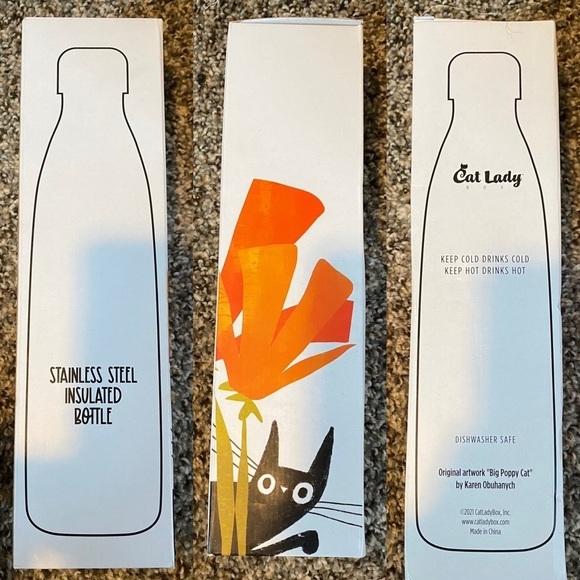 STAINLESS STEEL
INSULATED
BOTTLE
Cat Lady
BOX
KEEP COLD DRINKS COLD
KEEP HOT DRINKS HOT
DISHWASHER SAFE
Original artwork "Big Poppy Cat"
by Karen Obuhanych
©2021 CatLadyBox, Inc.
www.catladybox.com
Made in China